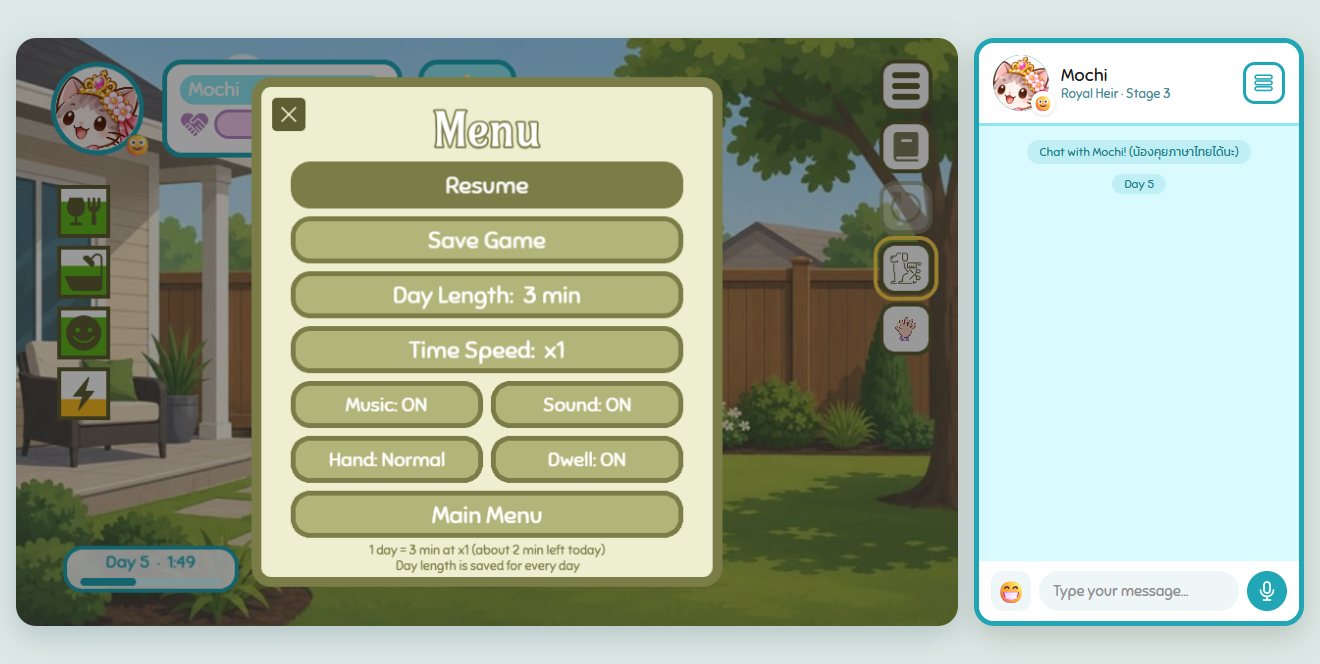 Mochi
Menu
Resume
Save Game
Day Length: 3 min
Time Speed: x1
Music: ON
Sound: ON
Hand: Normal
Dwell: ON
Main Menu
1 day = 3 min at x1 (about 2 min left today)
Day length is saved for every day
Day 5 · 1:49
Mochi
Royal Heir · Stage 3
Chat with Mochi! (น้องคุยภาษาไทยได้นะ)
Day 5
Type your message...